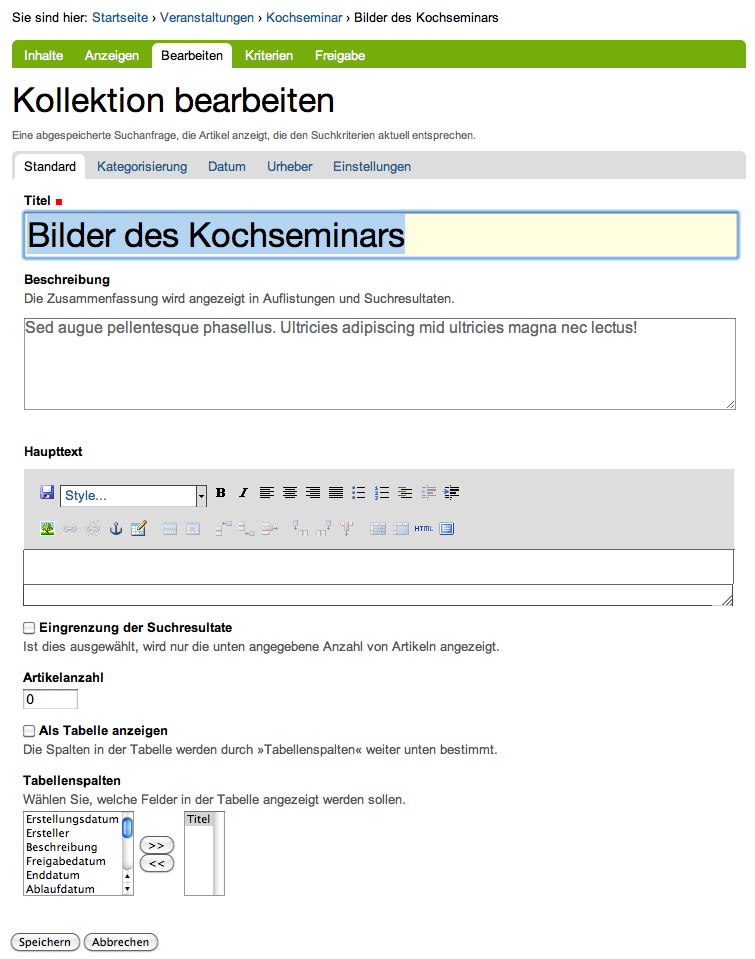 Sie sind hier: Startseite › Veranstaltungen › Kochseminar › Bilder des Kochseminars
Inhalte Anzeigen Bearbeiten Kriterien Freigabe
Kollektion bearbeiten
Eine abgespeicherte Suchanfrage, die Artikel anzeigt, die den Suchkriterien aktuell entsprechen.
Standard Kategorisierung Datum Urheber Einstellungen
Titel
Bilder des Kochseminars
Beschreibung
Die Zusammenfassung wird angezeigt in Auflistungen und Suchresultaten.
Sed augue pellentesque phasellus. Ultricies adipiscing mid ultricies magna nec lectus!
Haupttext
Style... B I
HTML
Eingrenzung der Suchresultate
Ist dies ausgewählt, wird nur die unten angegebene Anzahl von Artikeln angezeigt.
Artikelanzahl
0
Als Tabelle anzeigen
Die Spalten in der Tabelle werden durch »Tabellenspalten« weiter unten bestimmt.
Tabellenspalten
Wählen Sie, welche Felder in der Tabelle angezeigt werden sollen.
Erstellungsdatum
Ersteller
Beschreibung
Freigabedatum
Enddatum
Ablaufdatum
>>
<<
Titel
Speichern Abbrechen